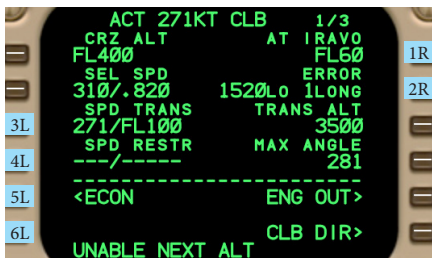 ACT 271KT CLB 1/3
CRZ ALT AT IRAVO
FL400 FL60
1R
SEL SPD ERROR
310/.820 1520LO 1LONG
2R
SPD TRANS TRANS ALT
3L
271/FL100 3500
SPD RESTR MAX ANGLE
4L
---/----- 281
--------------------------
5L
<ECON ENG OUT>
6L
CLB DIR>
UNABLE NEXT ALT